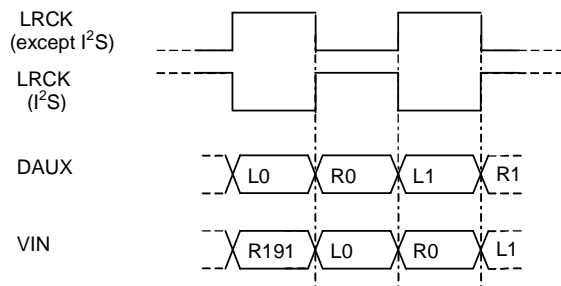 LRCK
(except I²S)
LRCK
(I²S)
DAUX L0 R0 L1 R1
VIN R191 L0 R0 L1